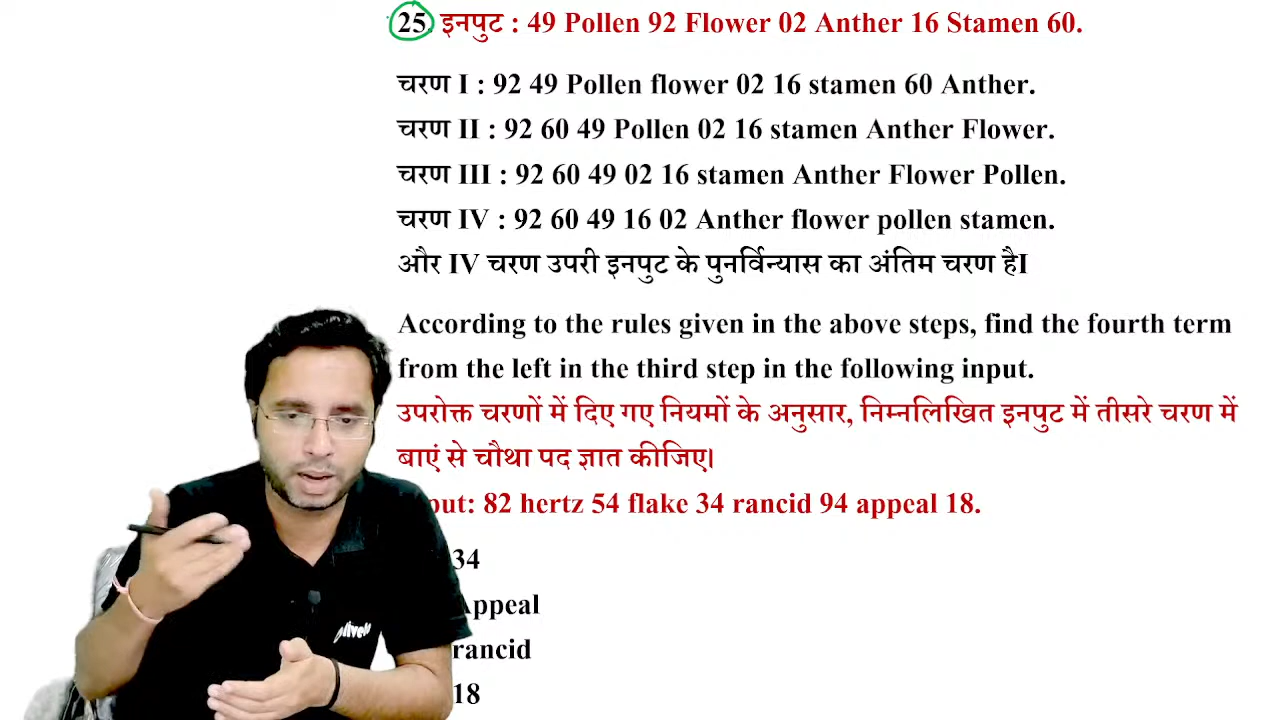 25. इनपुट : 49 Pollen 92 Flower 02 Anther 16 Stamen 60.
चरण I : 92 49 Pollen flower 02 16 stamen 60 Anther.
चरण II : 92 60 49 Pollen 02 16 stamen Anther Flower.
चरण III : 92 60 49 02 16 stamen Anther Flower Pollen.
चरण IV : 92 60 49 16 02 Anther flower pollen stamen.
और IV चरण उपरी इनपुट के पुनर्विन्यास का अंतिम चरण हैI
According to the rules given in the above steps, find the fourth term
from the left in the third step in the following input.
उपरोक्त चरणों में दिए गए नियमों के अनुसार, निम्नलिखित इनपुट में तीसरे चरण में
बाएं से चौथा पद ज्ञात कीजिए।
put: 82 hertz 54 flake 34 rancid 94 appeal 18.
34
Appeal
rancid
18